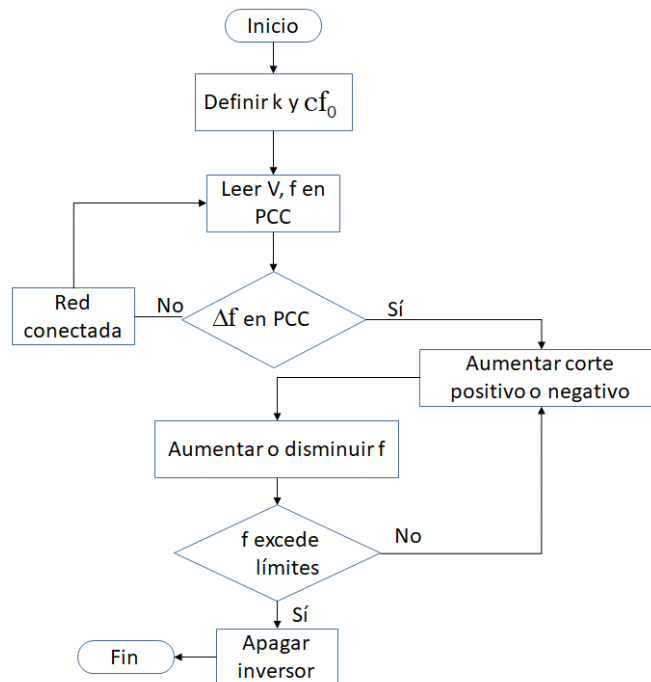 Inicio
Definir k y cf₀
Leer V, f en
PCC
Red
conectada
No
Δf en PCC
Sí
Aumentar corte
positivo o negativo
Aumentar o disminuir f
f excede
límites
No
Sí
Apagar
inversor
Fin